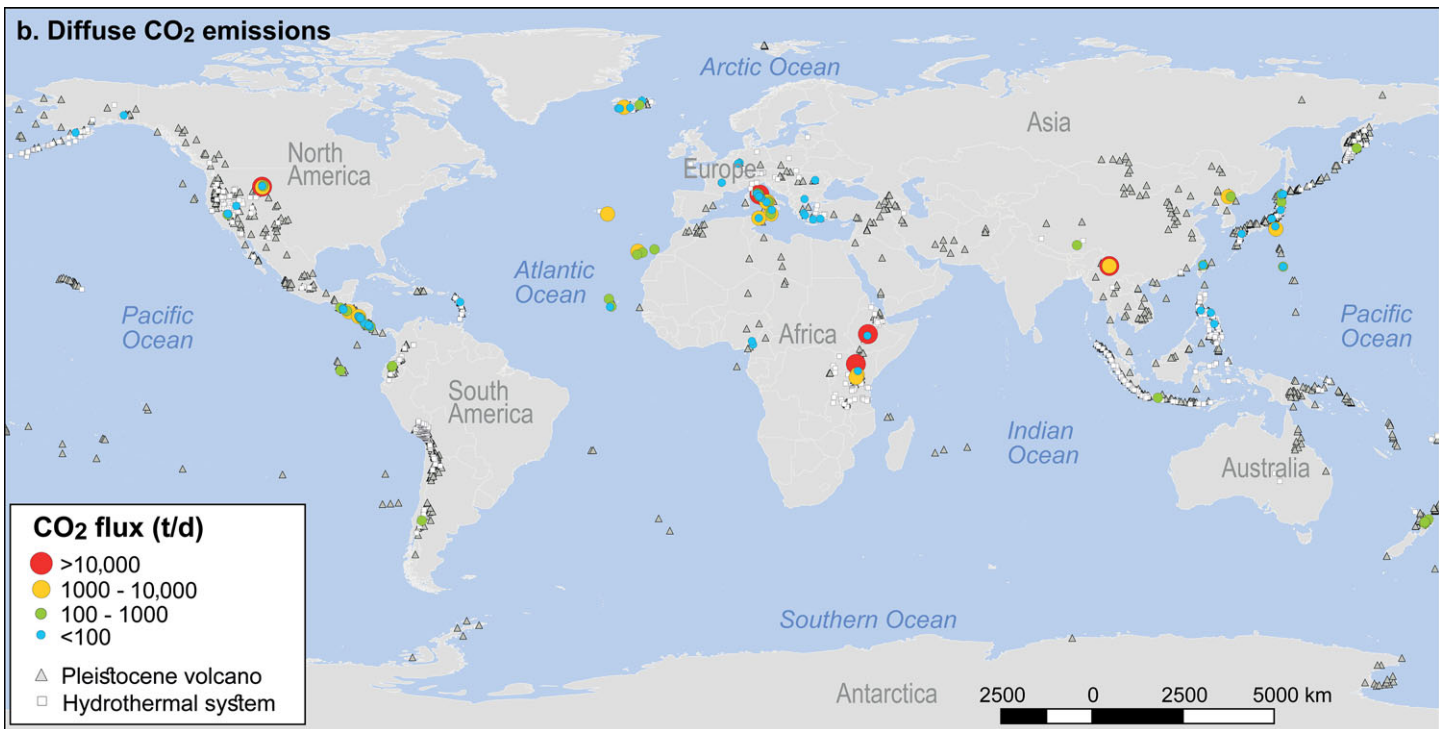 b. Diffuse CO2 emissions
Arctic Ocean
Asia
North
America
Europe
Atlantic
Ocean
Pacific
Ocean
Africa
Pacific
Ocean
South
America
Indian
Ocean
Australia
CO2 flux (t/d)
>10,000
1000 - 10,000
100 - 1000
<100
Pleistocene volcano
Hydrothermal system
Southern Ocean
Antarctica
2500 0 2500 5000 km